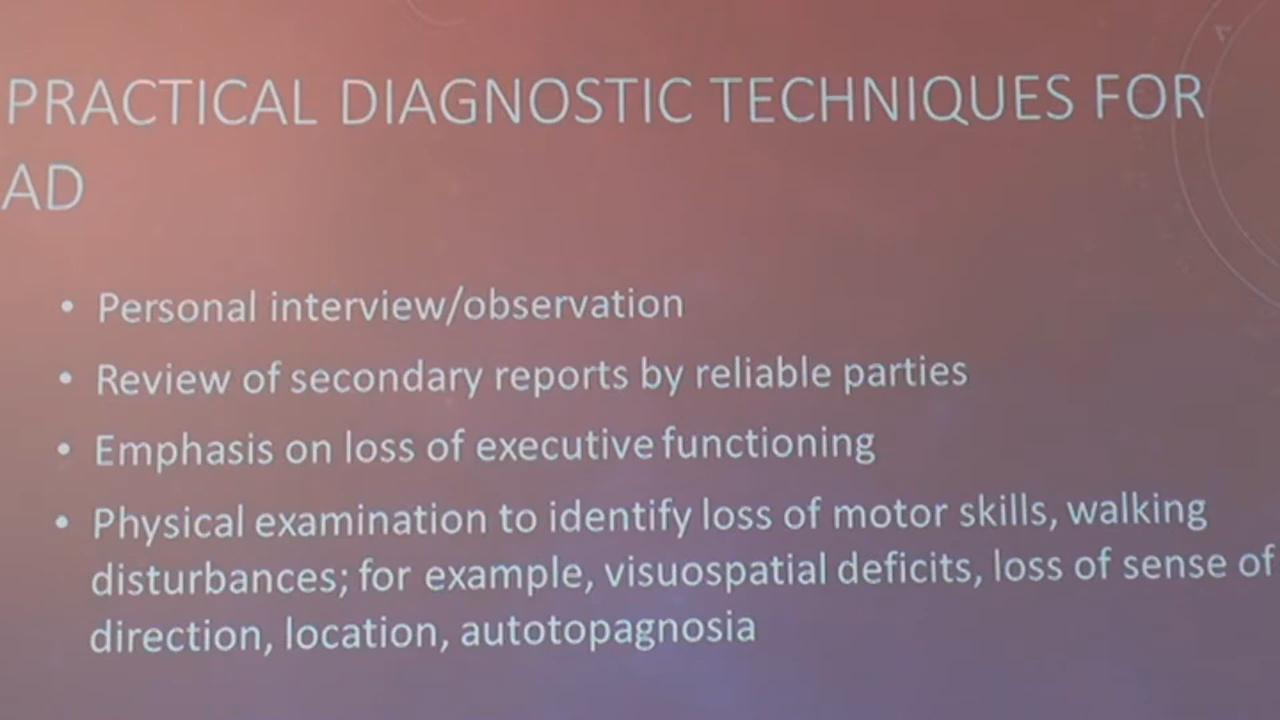 PRACTICAL DIAGNOSTIC TECHNIQUES FOR
AD
• Personal interview/observation
• Review of secondary reports by reliable parties
• Emphasis on loss of executive functioning
• Physical examination to identify loss of motor skills, walking
disturbances; for example, visuospatial deficits, loss of sense of
direction, location, autotopagnosia